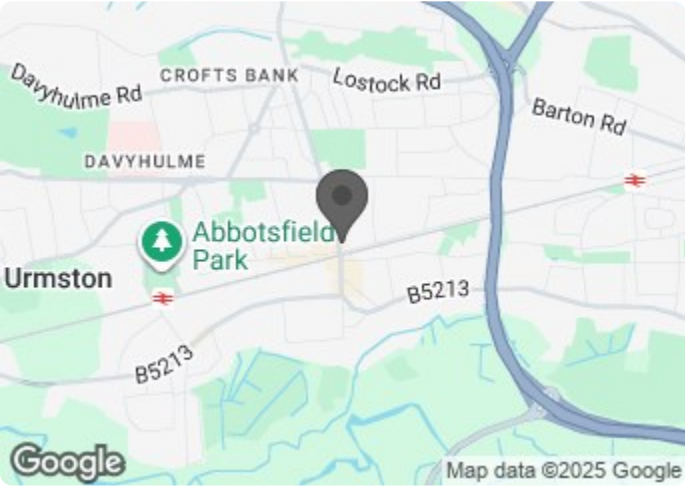 Davyhulme Rd
CROFTS BANK
Lostock Rd
Barton Rd
DAVYHULME
Abbotsfield
Park
Urmston
B5213
B5213
Google
Map data ©2025 Google